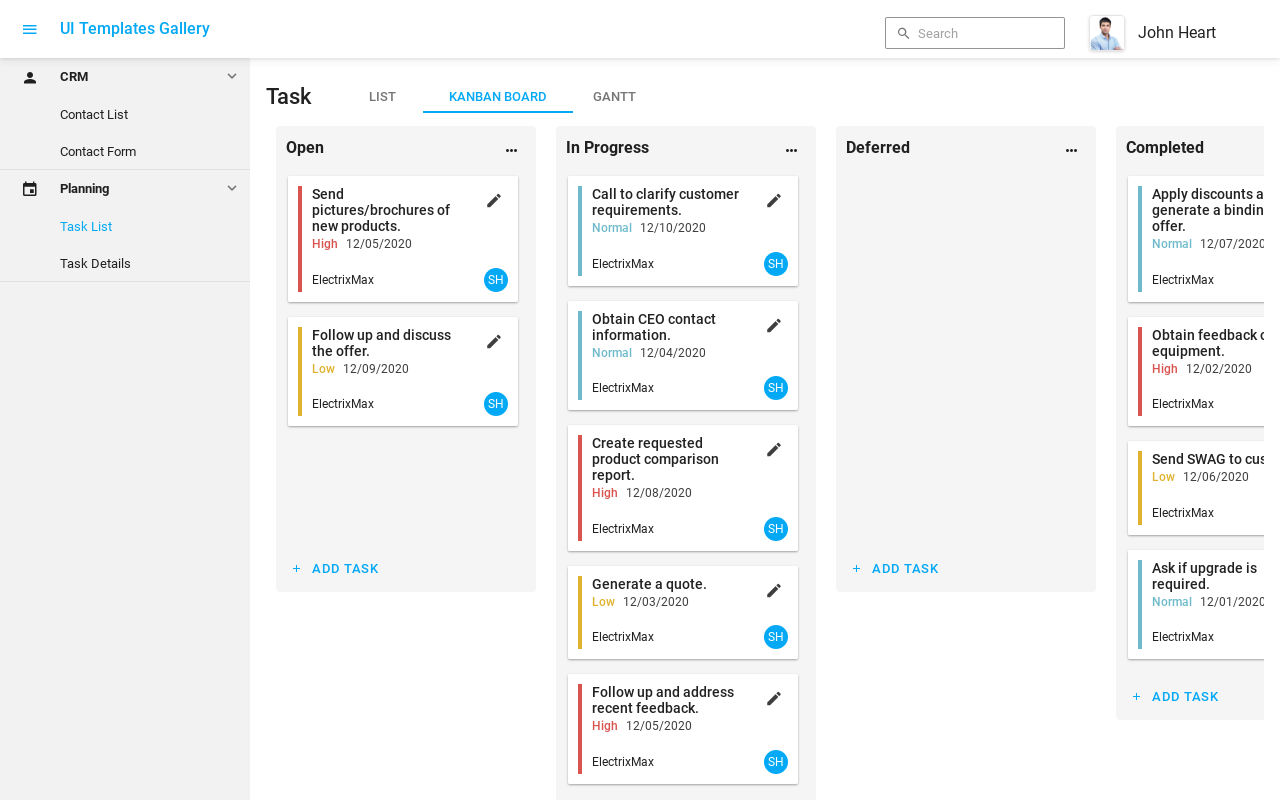 UI Templates Gallery
Search
John Heart
CRM
Contact List
Contact Form
Planning
Task List
Task Details
Task
LIST
KANBAN BOARD
GANTT
Open
Send
pictures/brochures of
new products.
High 12/05/2020
ElectrixMax
SH
Follow up and discuss
the offer.
Low 12/09/2020
ElectrixMax
SH
+ ADD TASK
In Progress
Call to clarify customer
requirements.
Normal 12/10/2020
ElectrixMax
SH
Obtain CEO contact
information.
Normal 12/04/2020
ElectrixMax
SH
Create requested
product comparison
report.
High 12/08/2020
ElectrixMax
SH
Generate a quote.
Low 12/03/2020
ElectrixMax
SH
Follow up and address
recent feedback.
High 12/05/2020
ElectrixMax
SH
Deferred
+ ADD TASK
Completed
Apply discounts
generate a
offer.
Normal 12/07/2020
ElectrixMax
Obtain feedback
equipment.
High 12/02/2020
ElectrixMax
Send SWAG to
Low 12/06/2020
ElectrixMax
Ask if upgrade is
required.
Normal 12/01/2020
ElectrixMax
+ ADD TASK